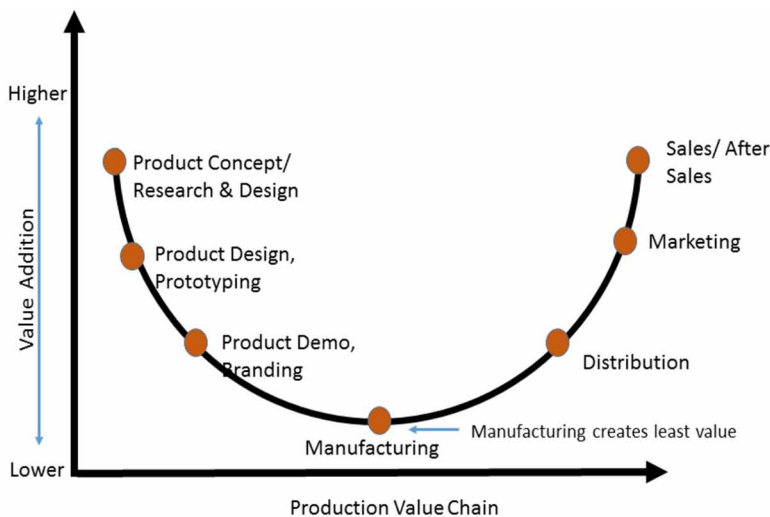 Higher
Value Addition
Lower
Product Concept/
Research & Design
Product Design,
Prototyping
Product Demo,
Branding
Manufacturing
Manufacturing creates least value
Distribution
Marketing
Sales/ After
Sales
Production Value Chain